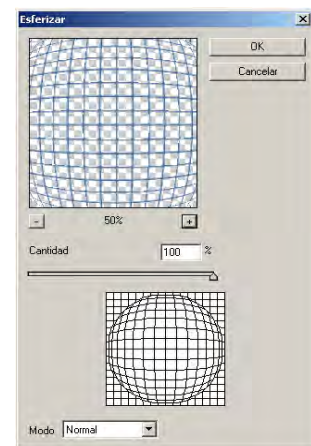 Esferizar
OK
Cancelar
- 50% +
Cantidad 100 %
Modo Normal